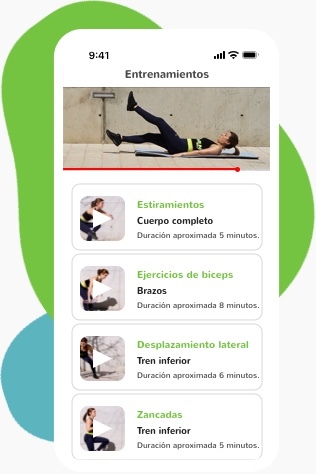 9:41
Entrenamientos
Estiramientos
Cuerpo completo
Duración aproximada 5 minutos.
Ejercicios de biceps
Brazos
Duración aproximada 8 minutos.
Desplazamiento lateral
Tren inferior
Duración aproximada 6 minutos.
Zancadas
Tren inferior
Duración aproximada 5 minutos.